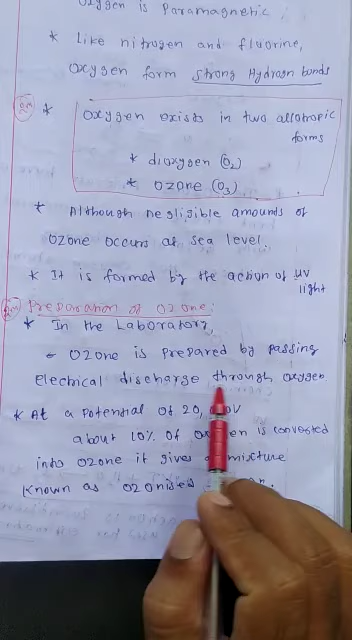 Oxygen is Paramagnetic.
* Like nitrogen and fluorine,
oxygen form strong Hydrogn bonds
2m * Oxygen exists in two allotropic
forms
* dioxygen (O2)
* ozone (O3)
* Although negligible amounts of
ozone occurs at sea level.
* It is formed by the action of uv
light
2m Preparation of ozone:
* In the Laboratory,
ozone is prepared by passing
electrical discharge through oxygen
* At a potential of 20,
about 10% of is converted
into ozone it gives mixture
known as